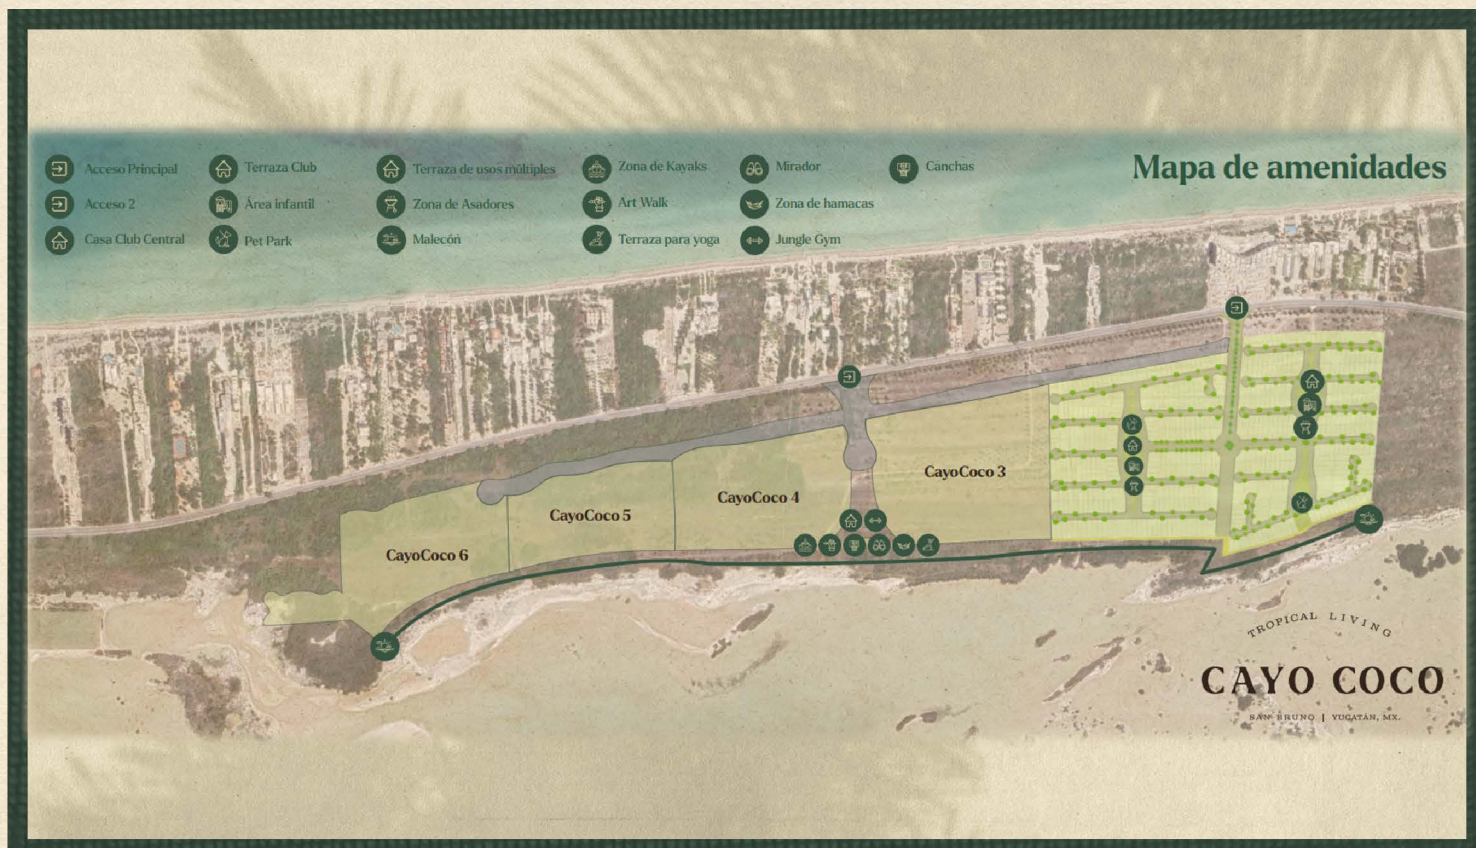 Mapa de amenidades
Acceso Principal
Acceso 2
Casa Club Central
Terraza Club
Área infantil
Pet Park
Terraza de usos múltiples
Zona de Asadores
Malecón
Zona de Kayaks
Art Walk
Terraza para yoga
Mirador
Zona de hamacas
Jungle Gym
Canchas
CayoCoco 3
CayoCoco 4
CayoCoco 5
CayoCoco 6
TROPICAL LIVING
CAYO COCO
SAN BRUNO | YUCATÁN, MX.